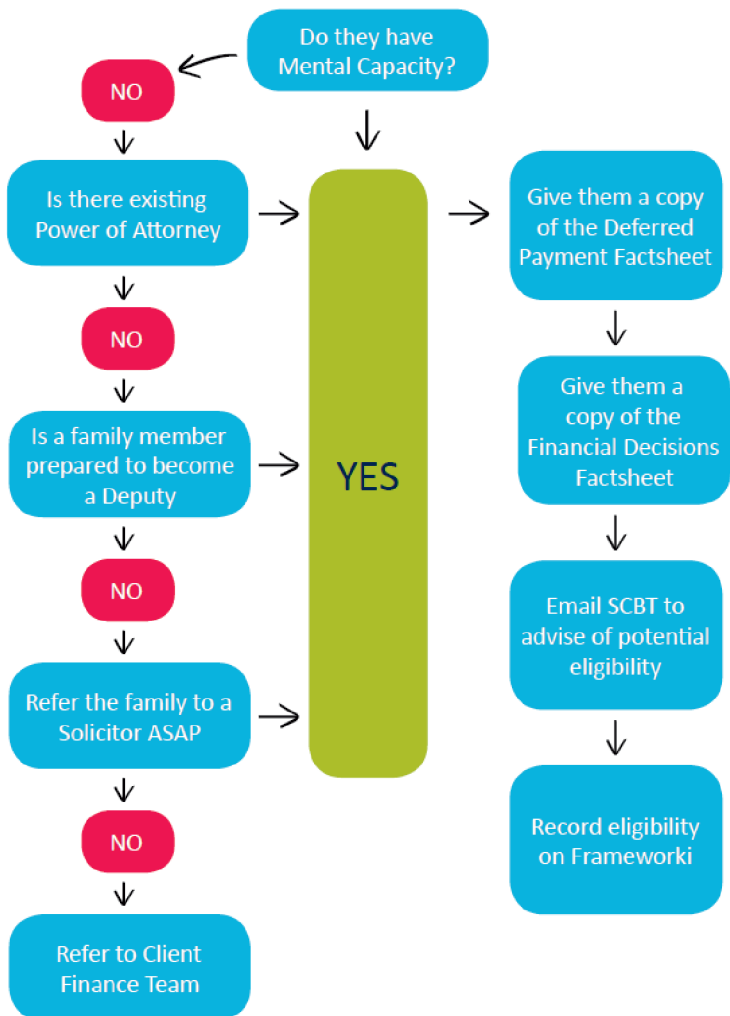 Do they have
Mental Capacity?
NO
Is there existing
Power of Attorney
NO
Is a family member
prepared to become
a Deputy
NO
Refer the family to a
Solicitor ASAP
NO
Refer to Client
Finance Team
YES
Give them a copy
of the Deferred
Payment Factsheet
Give them a
copy of the
Financial Decisions
Factsheet
Email SCBT to
advise of potential
eligibility
Record eligibility
on Frameworki